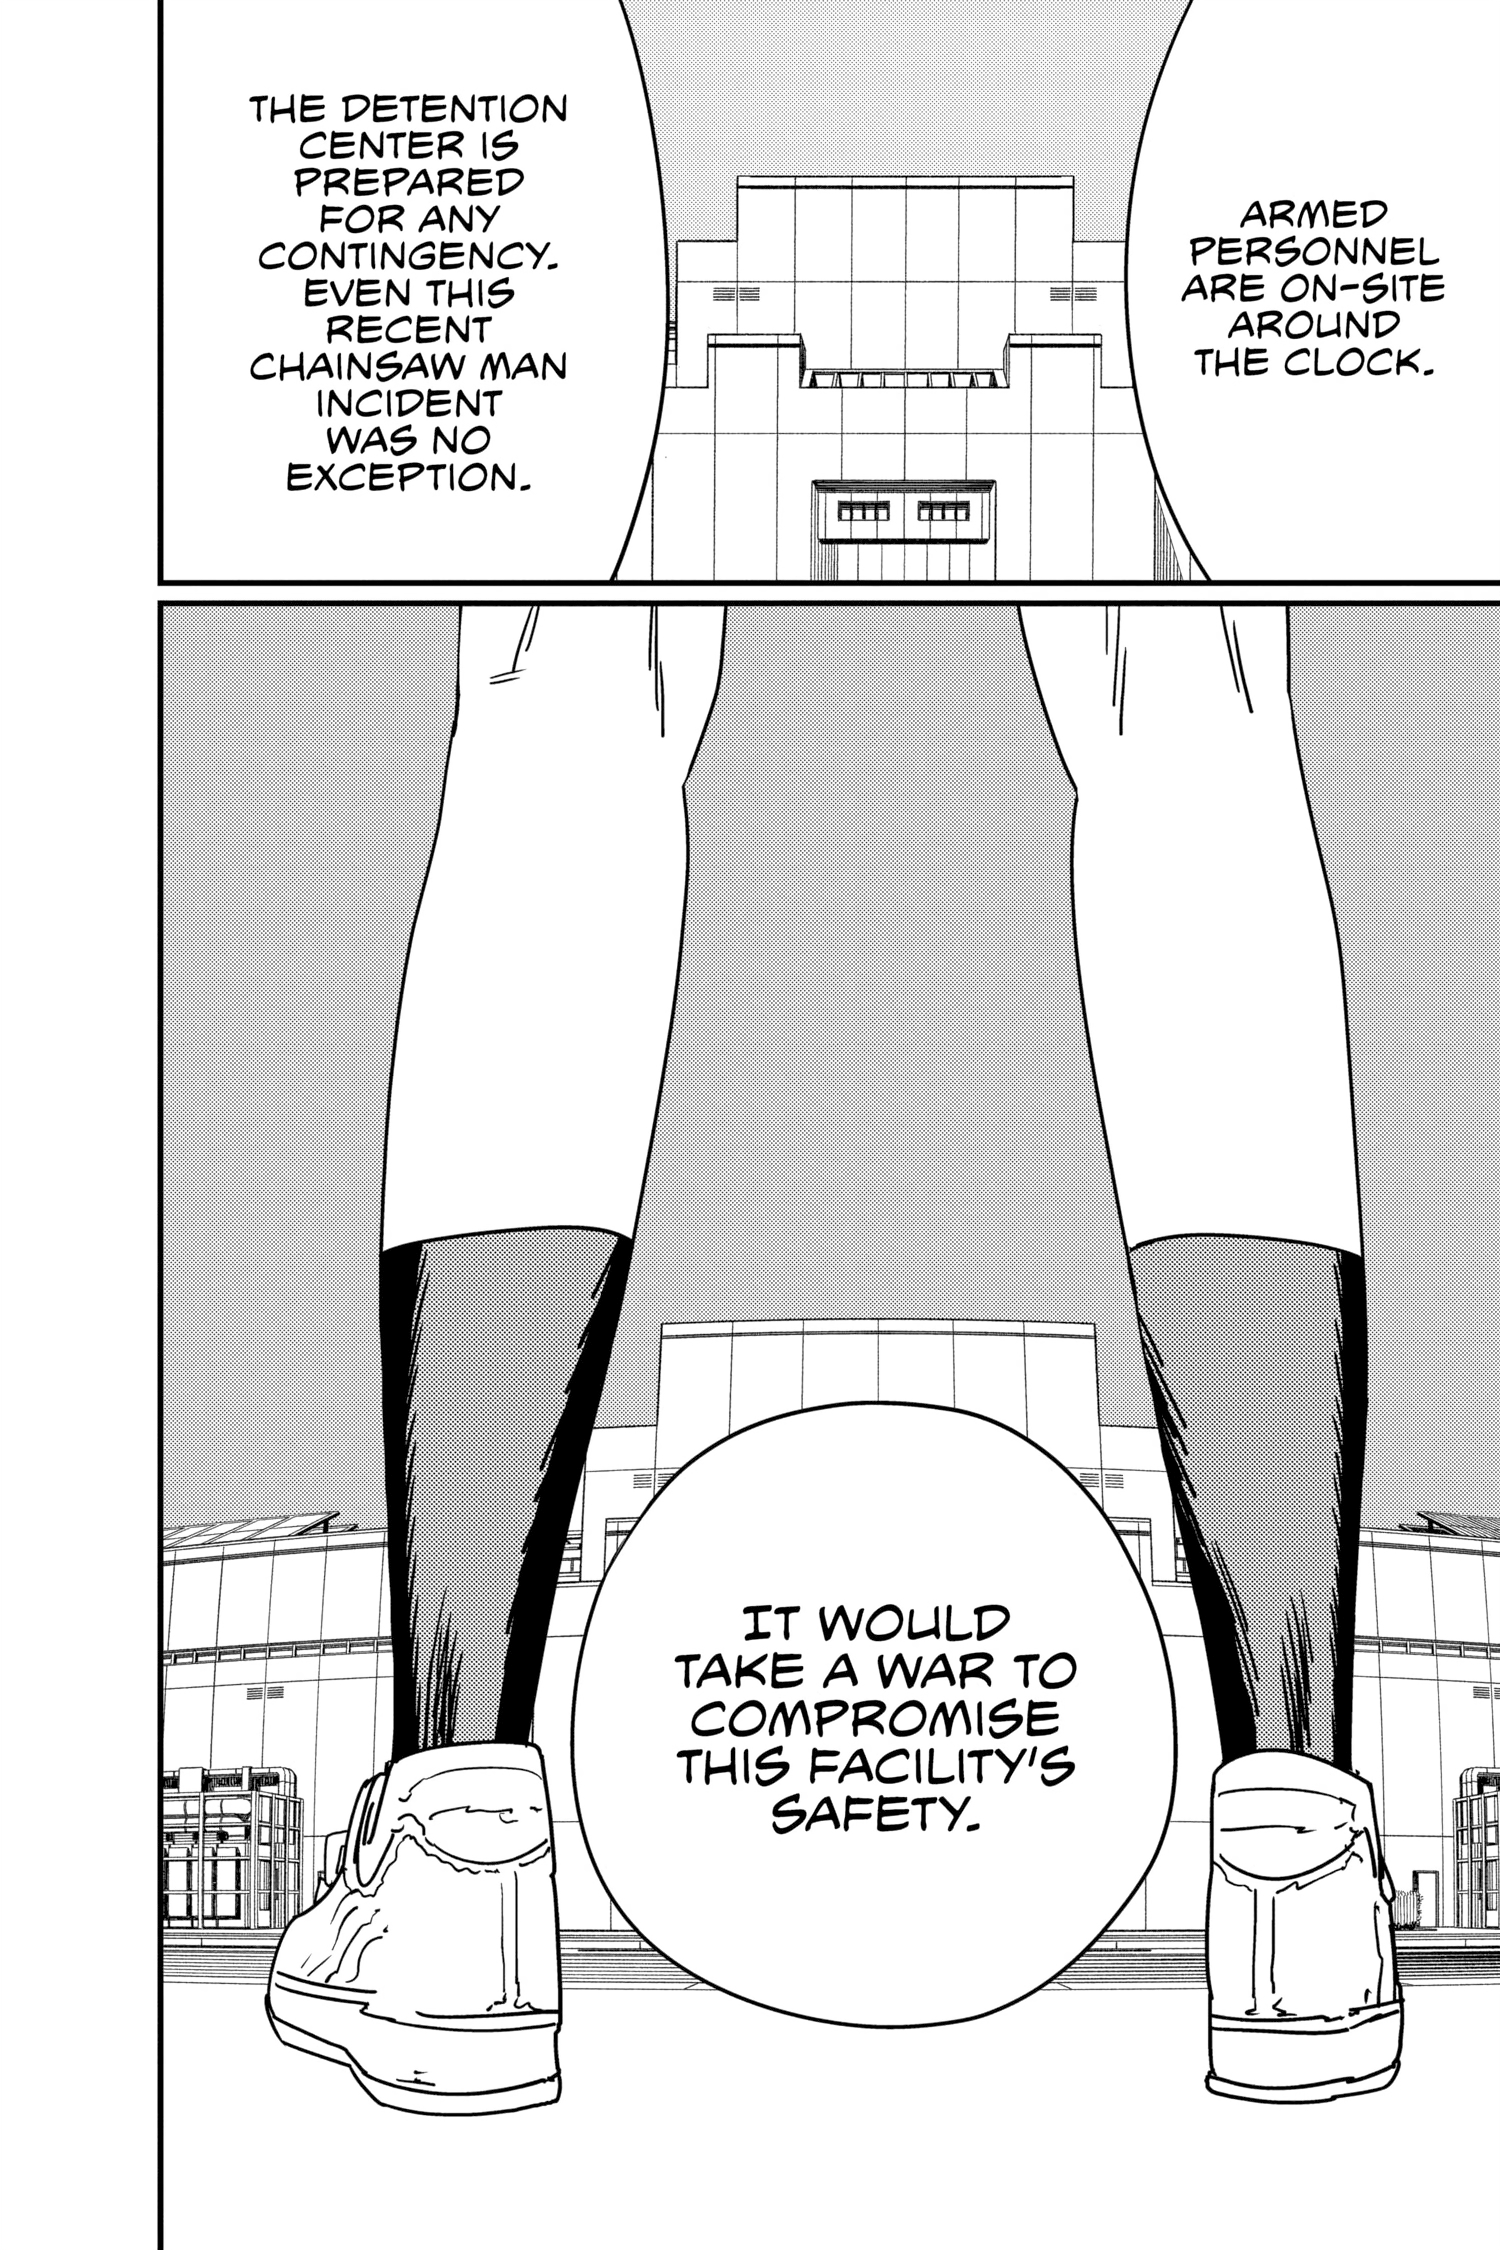 ARMED
PERSONNEL
ARE ON-SITE
AROUND
THE CLOCK.
THE DETENTION
CENTER IS
PREPARED
FOR ANY
CONTINGENCY.
EVEN THIS
RECENT
CHAINSAW MAN
INCIDENT
WAS NO
EXCEPTION.
IT WOULD
TAKE A WAR TO
COMPROMISE
THIS FACILITY'S
SAFETY.